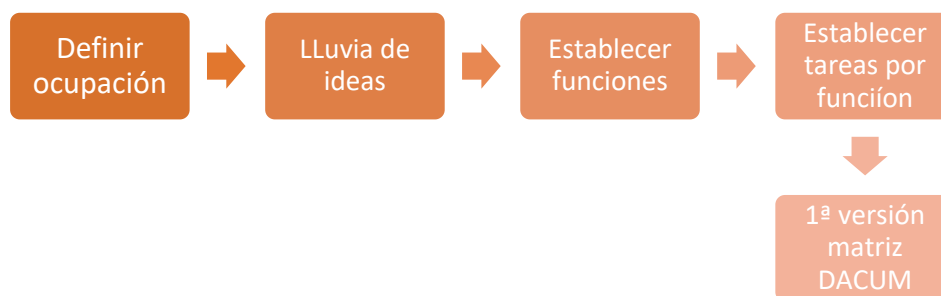 Definir
ocupación
LLuvia de
ideas
Establecer
funciones
Establecer
tareas por
funciíon
1ª versión
matriz
DACUM